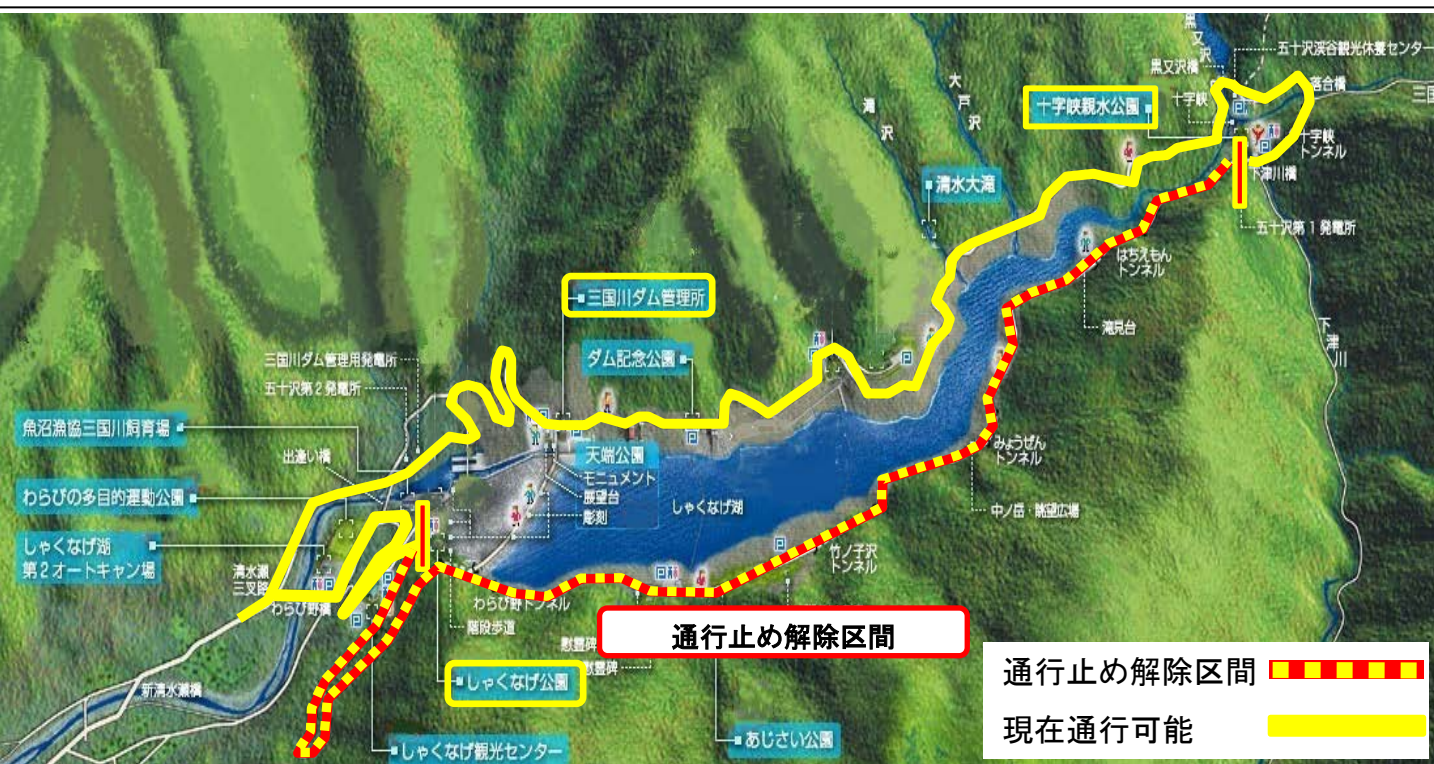 黒又沢
五十沢渓谷観光休養センター
黒又沢橋
落合橋
三国
大戸沢
滝沢
十字峡親水公園
十字峡
十字峡
トンネル
下津川橋
清水大滝
五十沢第1発電所
はちえもん
トンネル
滝見台
下津川
三国川ダム管理所
三国川ダム管理用発電所
ダム記念公園
五十沢第2発電所
魚沼漁協三国川飼育場
出逢い橋
天端公園
モニュメント
展望台
彫刻
しゃくなげ湖
みょうぜん
トンネル
中ノ岳・眺望広場
わらびの多目的運動公園
しゃくなげ湖
第2オートキャン場
清水瀬
三叉路
わらび野橋
竹ノ子沢
トンネル
わらび野トンネル
階段歩道
通行止め解除区間
慰霊碑
慰霊碑
しゃくなげ公園
新清水瀬橋
しゃくなげ観光センター
あじさい公園
通行止め解除区間
現在通行可能